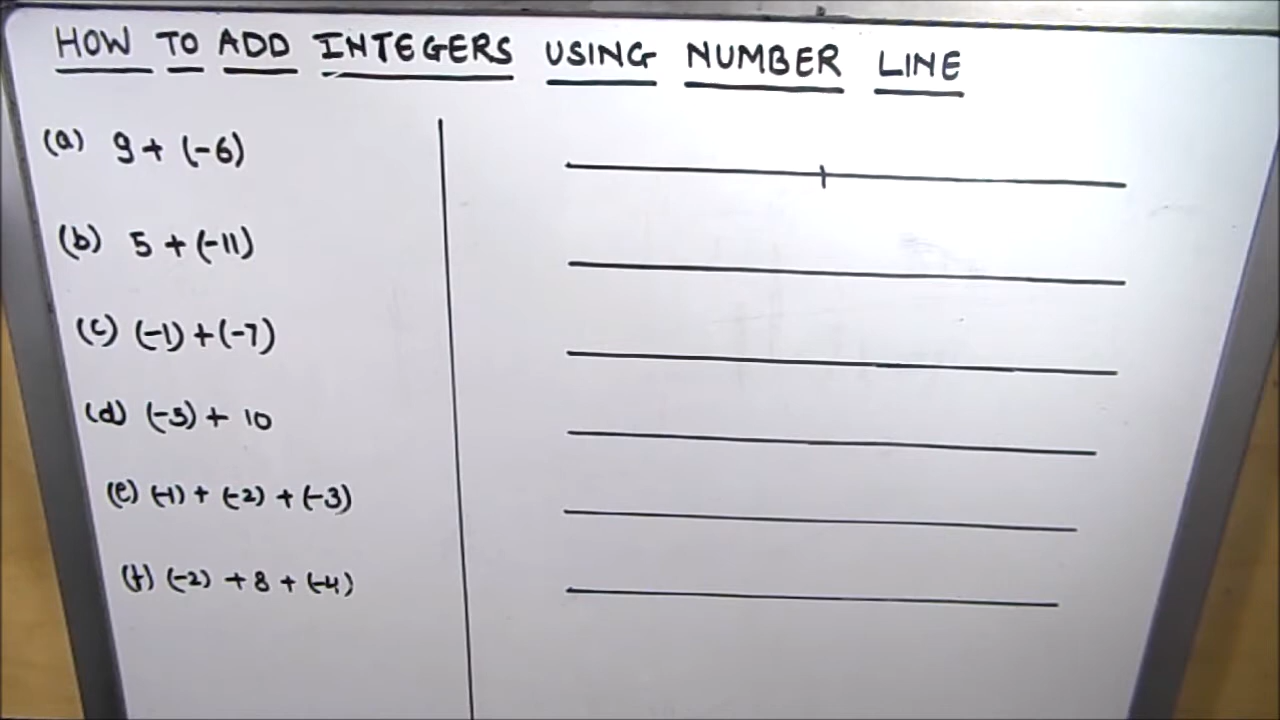 HOW TO ADD INTEGERS USING NUMBER LINE
(a) 9 + (-6)
(b) 5 + (-11)
(c) (-1) + (-7)
(d) (-5) + 10
(e) (-1) + (-2) + (-3)
(f) (-2) + 8 + (-4)